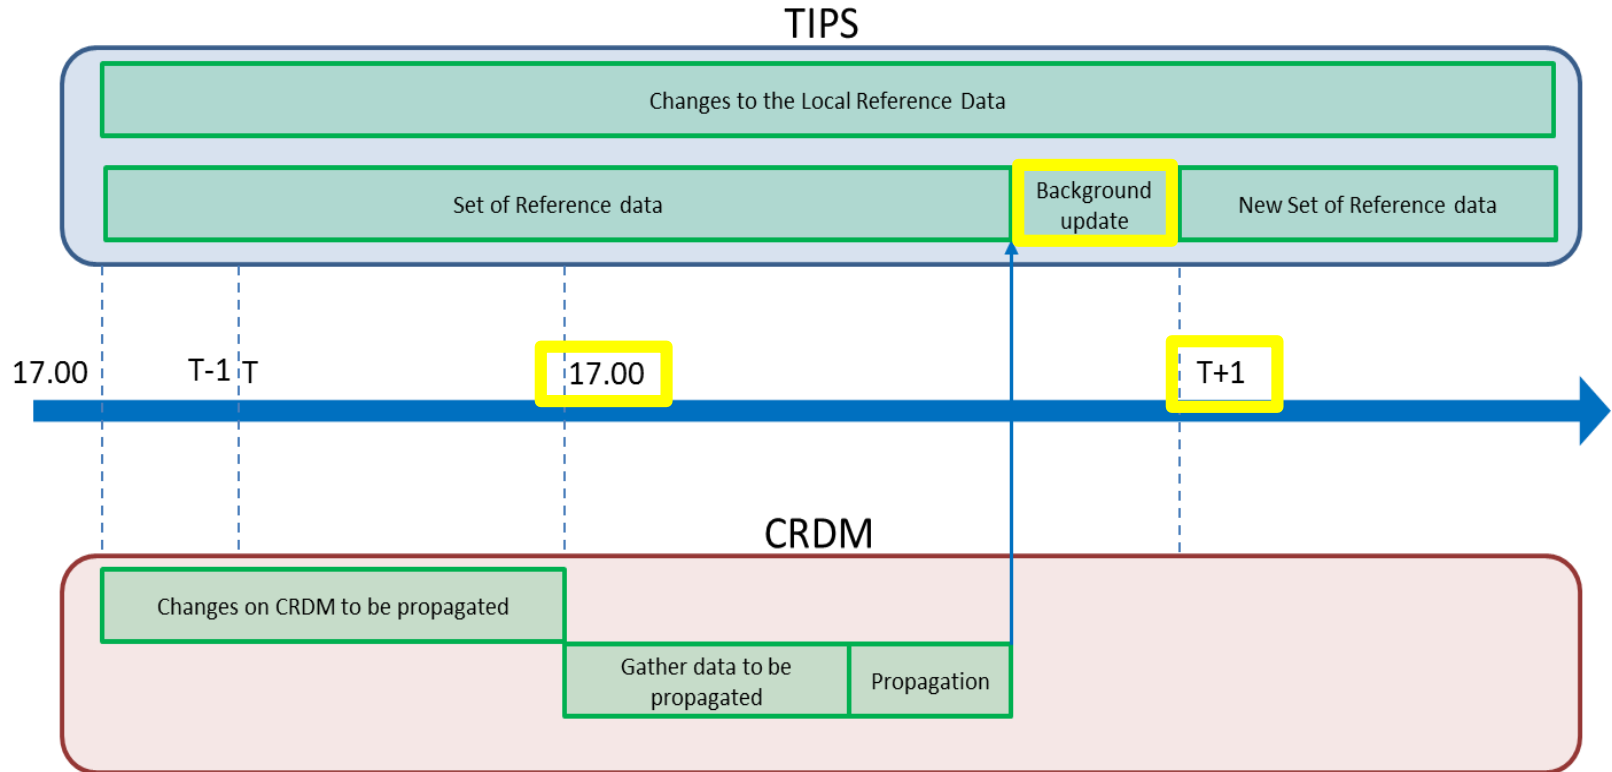 TIPS
Changes to the Local Reference Data
Set of Reference data
Background
update
New Set of Reference data
17.00
T-1
T
17.00
T+1
CRDM
Changes on CRDM to be propagated
Gather data to be
propagated
Propagation